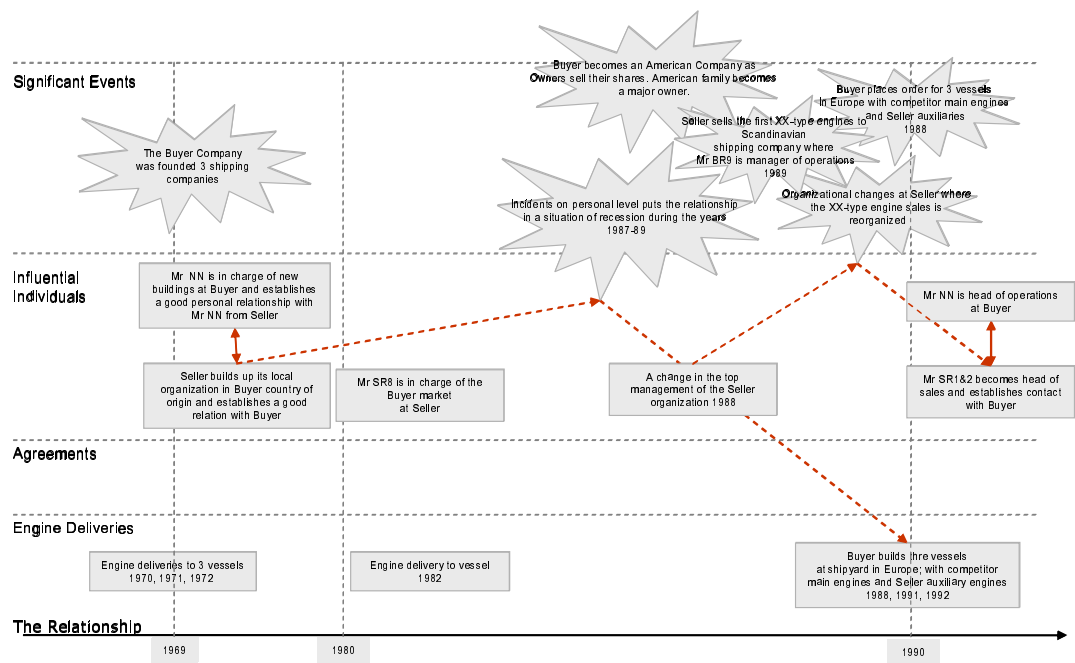 Significant Events
Buyer becomes an American Company as
Owners sell their shares. American family becomes
a major owner.
Buyer places order for 3 vessels
In Europe with competitor main engines
and Seller auxiliaries
1988
Seller sells the first XX-type engines to
Scandinavian
shipping company where
Mr BR9 is manager of operations
1989
The Buyer Company
was founded 3 shipping
companies
Incidents on personal level puts the relationship
in a situation of recession during the years
1987-89
Organizational changes at Seller where
the XX-type engine sales is
reorganized
Influential
Individuals
Mr NN is in charge of new
buildings at Buyer and establishes
a good personal relationship with
Mr NN from Seller
Mr NN is head of operations
at Buyer
Seller builds up its local
organization in Buyer country of
origin and establishes a good
relation with Buyer
Mr SR8 is in charge of the
Buyer market
at Seller
A change in the top
management of the Seller
organization 1988
Mr SR1&2 becomes head of
sales and establishes contact
with Buyer
Agreements
Engine Deliveries
Engine deliveries to 3 vessels
1970, 1971, 1972
Engine delivery to vessel
1982
Buyer builds thre vessels
at shipyard in Europe; with competitor
main engines and Seller auxiliary engines
1988, 1991, 1992
The Relationship
1969
1980
1990